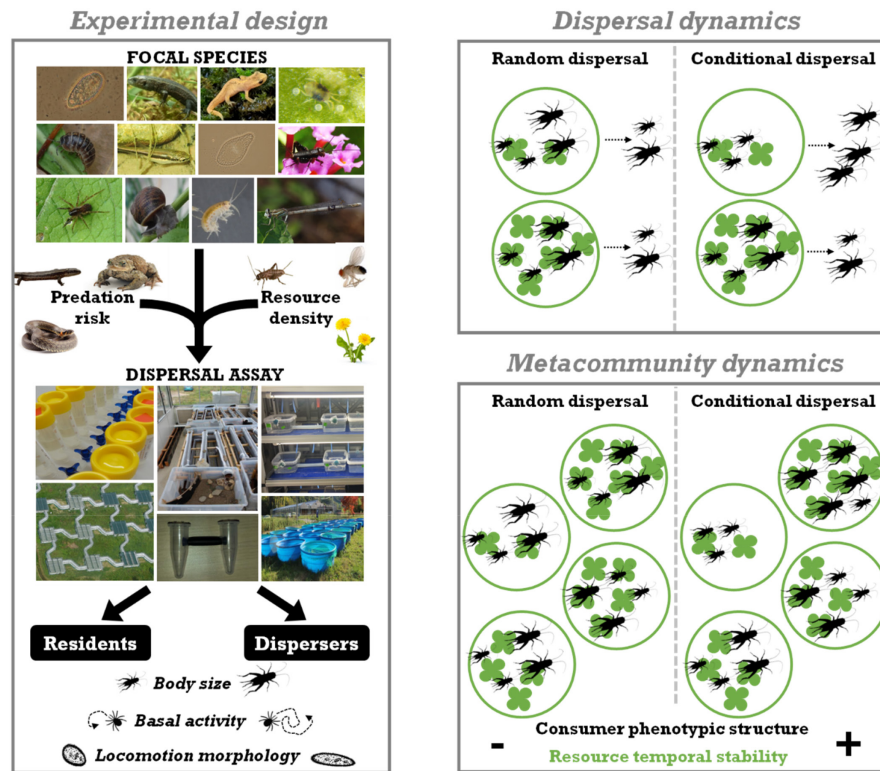 Experimental design
FOCAL SPECIES
Predation
risk
Resource
density
DISPERSAL ASSAY
Residents
Dispersers
Body size
Basal activity
Locomotion morphology
Dispersal dynamics
Random dispersal
Conditional dispersal
Metacommunity dynamics
Random dispersal
Conditional dispersal
Consumer phenotypic structure
- Resource temporal stability +